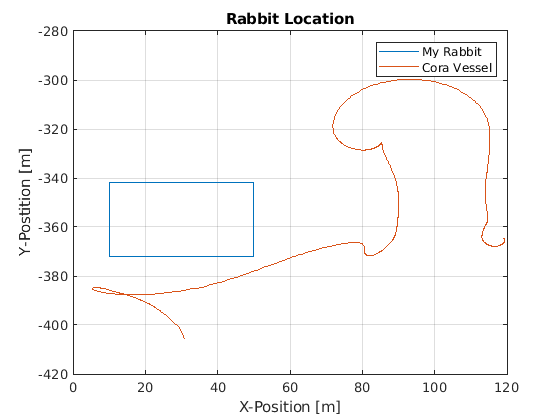 Rabbit Location
My Rabbit
Cora Vessel
Y-Postition [m]
-280
-300
-320
-340
-360
-380
-400
-420
0 20 40 60 80 100 120
X-Position [m]